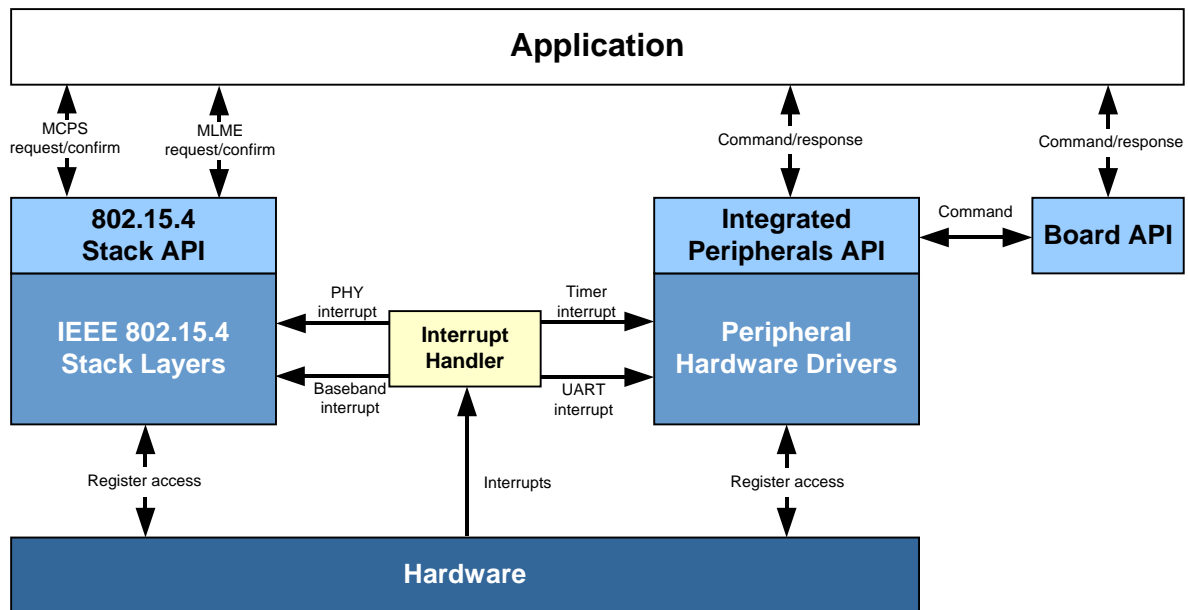 Application
MCPS
request/confirm
MLME
request/confirm
Command/response
Command/response
802.15.4
Stack API
Integrated
Peripherals API
Command
Board API
IEEE 802.15.4
Stack Layers
PHY
interrupt
Baseband
interrupt
Interrupt
Handler
Timer
interrupt
UART
interrupt
Peripheral
Hardware Drivers
Register access
Interrupts
Register access
Hardware